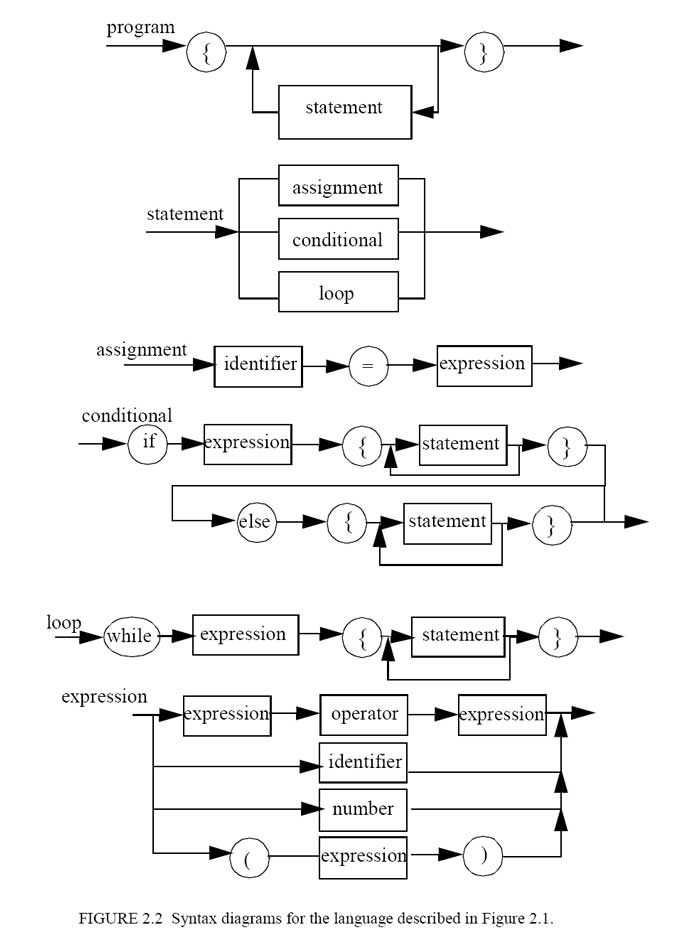 program
{ }
statement
assignment
statement
conditional
loop
assignment
identifier = expression
conditional
if expression { statement }
else { statement }
loop
while expression { statement }
expression
expression operator expression
identifier
number
( expression )
FIGURE 2.2 Syntax diagrams for the language described in Figure 2.1.